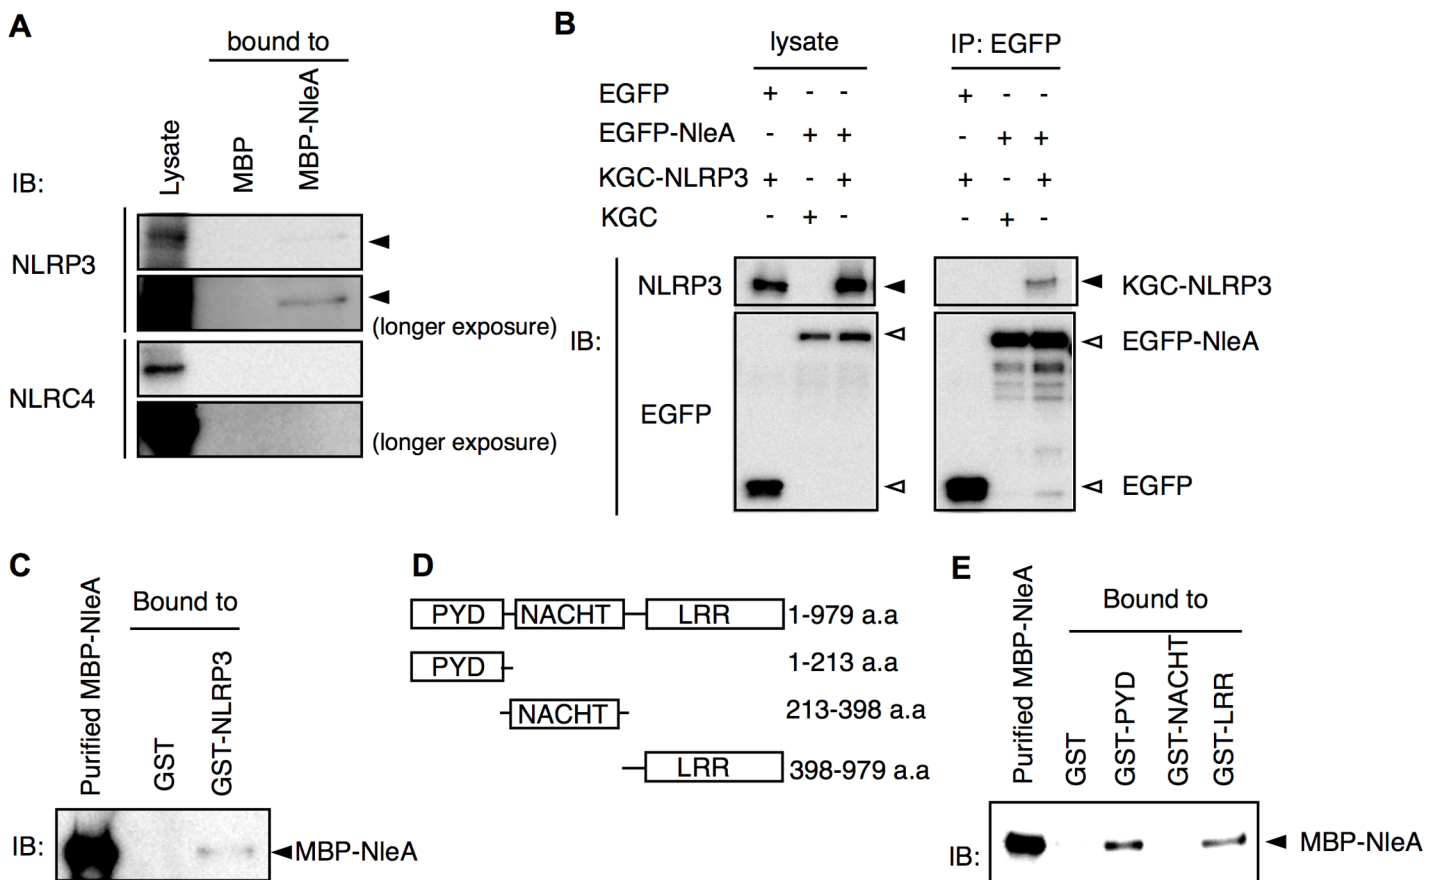 A
bound to
Lysate
MBP
MBP-NleA
IB:
NLRP3
(longer exposure)
NLRC4
(longer exposure)
B
lysate
IP: EGFP
EGFP + - - + - -
EGFP-NleA - + + - + +
KGC-NLRP3 + - + + - +
KGC - + - - + -
NLRP3
KGC-NLRP3
IB:
EGFP-NleA
EGFP
EGFP
C
Purified MBP-NleA
Bound to
GST
GST-NLRP3
IB:
MBP-NleA
D
PYD NACHT LRR 1-979 a.a
PYD 1-213 a.a
NACHT 213-398 a.a
LRR 398-979 a.a
E
Purified MBP-NleA
Bound to
GST
GST-PYD
GST-NACHT
GST-LRR
IB:
MBP-NleA